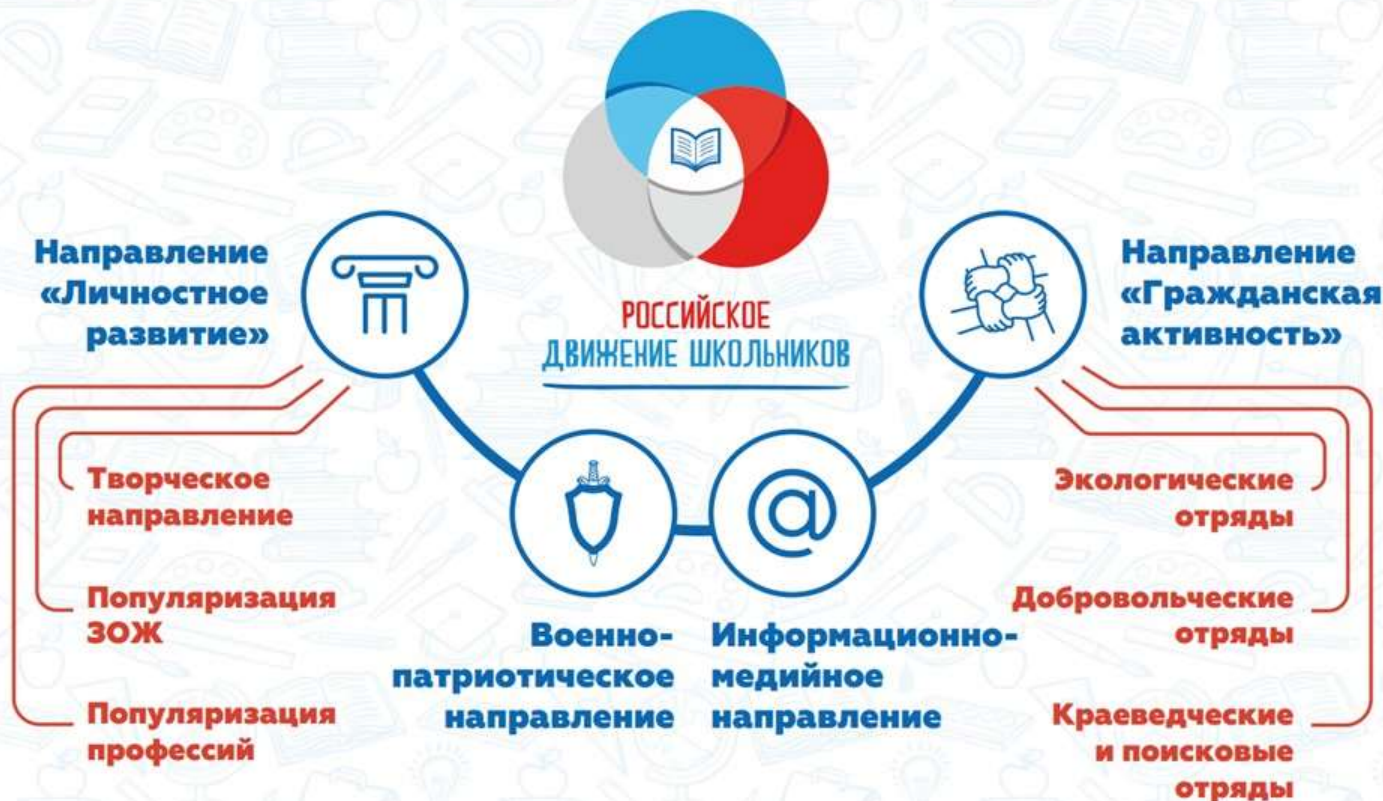 РОССИЙСКОЕ
ДВИЖЕНИЕ ШКОЛЬНИКОВ
Направление
«Личностное
развитие»
Творческое
направление
Популяризация
ЗОЖ
Популяризация
профессий
Военно-
патриотическое
направление
@
Информационно-
медийное
направление
Направление
«Гражданская
активность»
Экологические
отряды
Добровольческие
отряды
Краеведческие
и поисковые
отряды